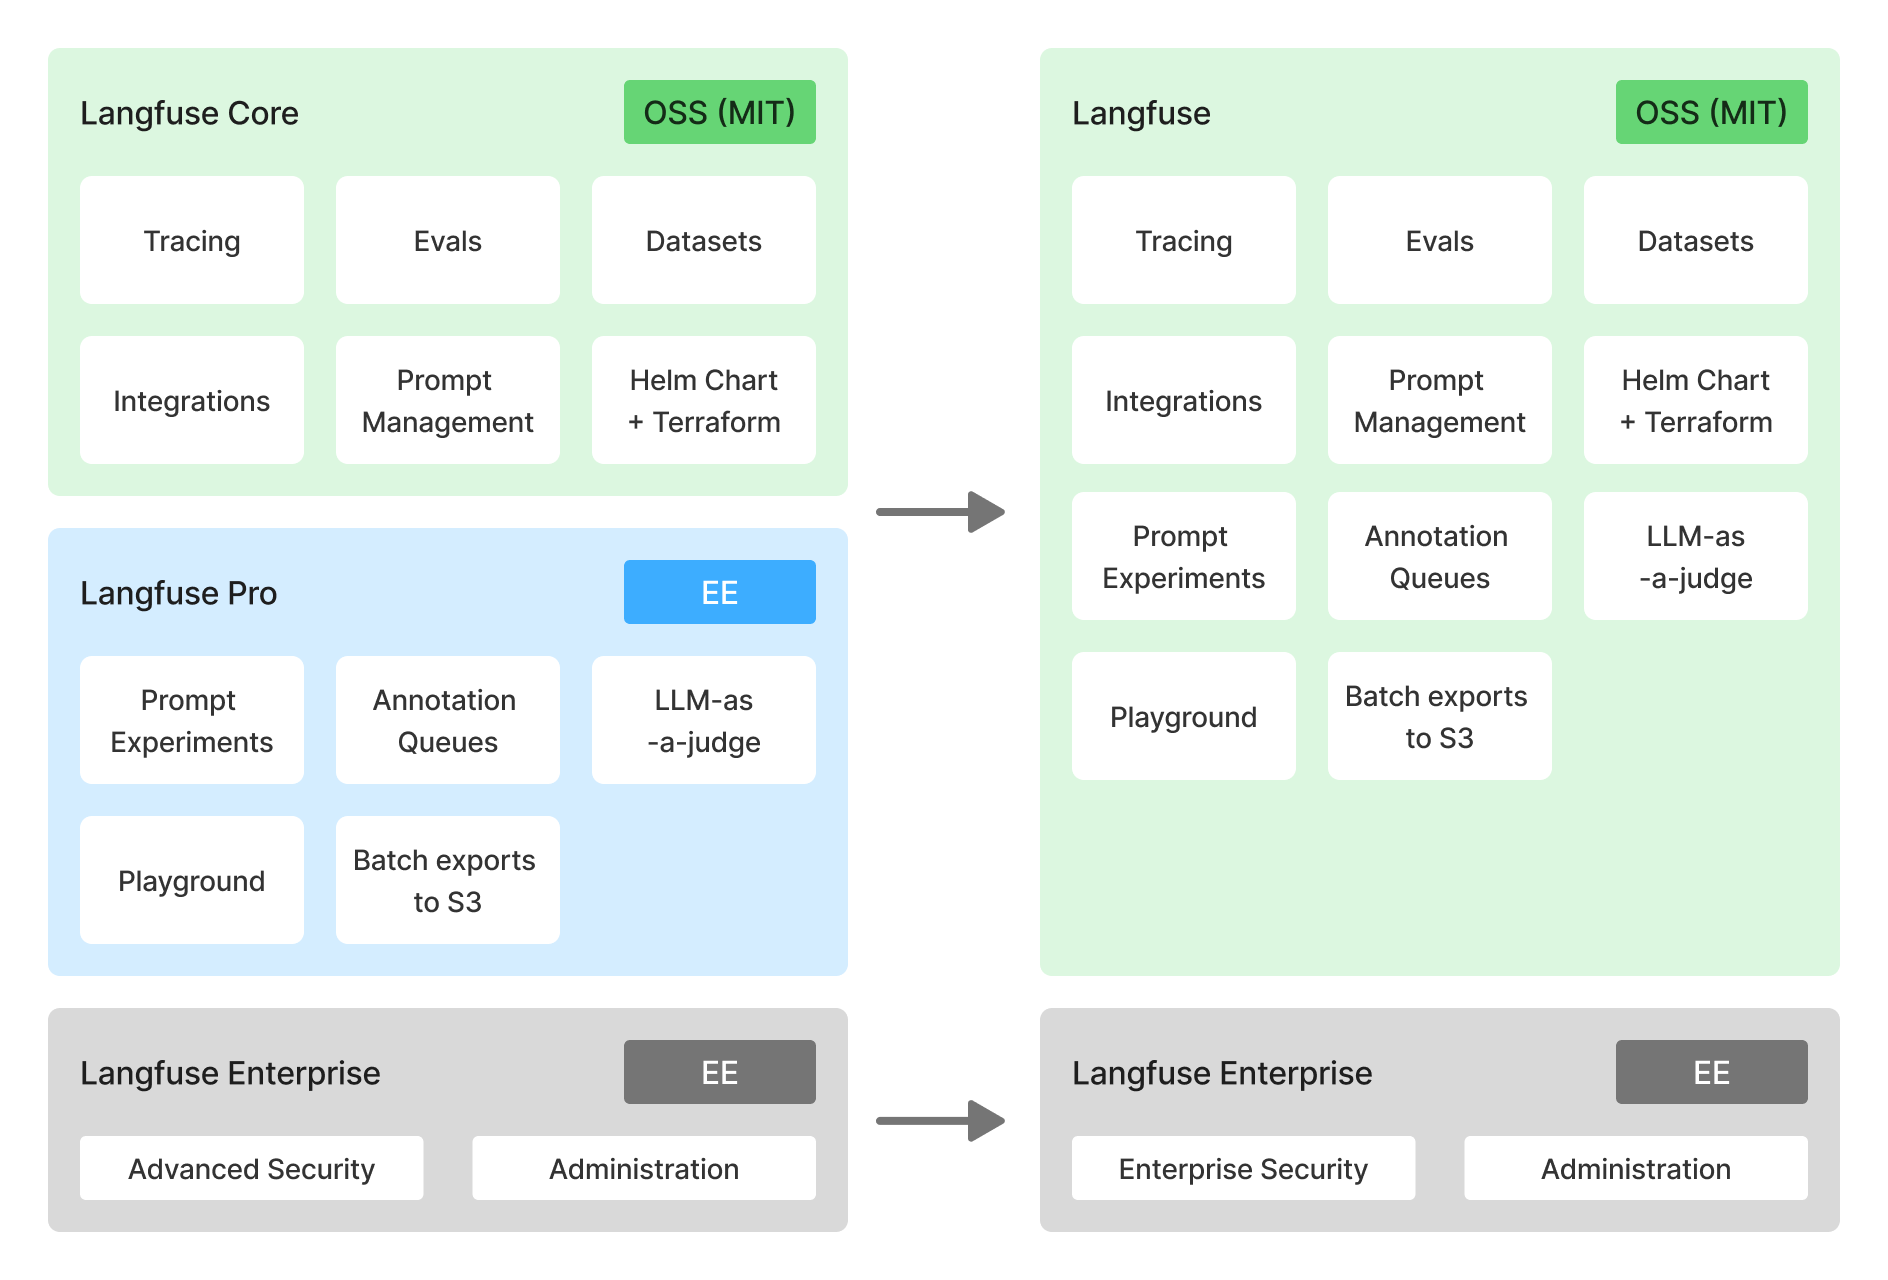 Langfuse Core
OSS (MIT)
Tracing
Evals
Datasets
Integrations
Prompt
Management
Helm Chart
+ Terraform
Langfuse Pro
EE
Prompt
Experiments
Annotation
Queues
LLM-as
-a-judge
Playground
Batch exports
to S3
Langfuse Enterprise
EE
Advanced Security
Administration
Langfuse
OSS (MIT)
Tracing
Evals
Datasets
Integrations
Prompt
Management
Helm Chart
+ Terraform
Prompt
Experiments
Annotation
Queues
LLM-as
-a-judge
Playground
Batch exports
to S3
Langfuse Enterprise
EE
Enterprise Security
Administration